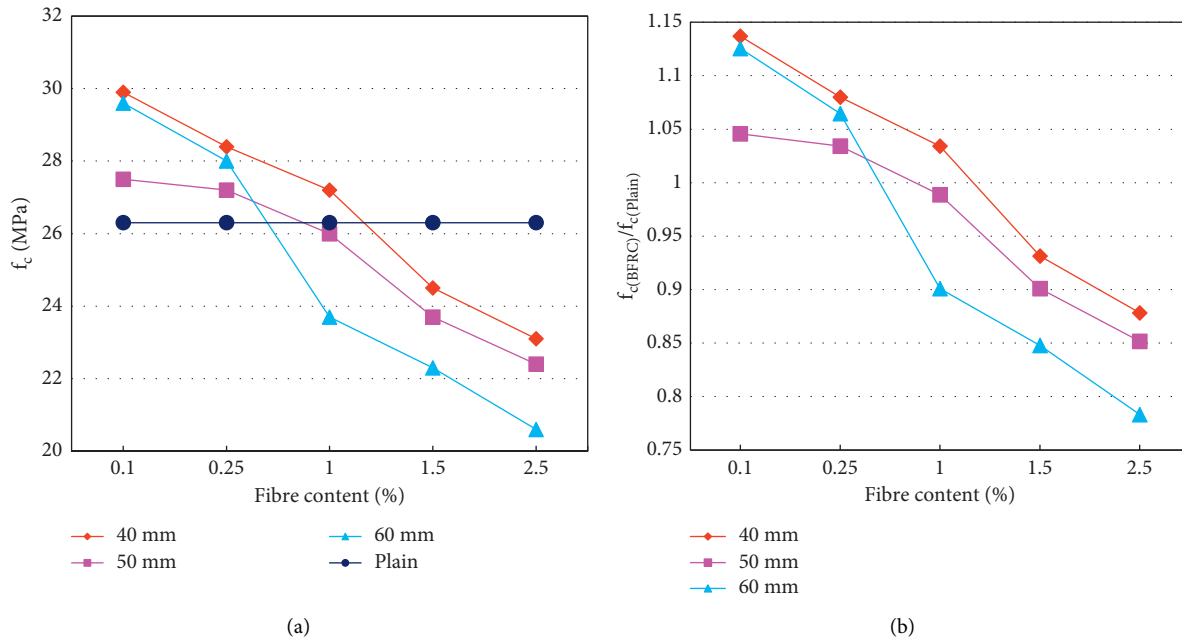 32
30
28
26
24
22
20
f_c (MPa)
0.1 0.25 1 1.5 2.5
Fibre content (%)
40 mm
50 mm
60 mm
Plain
(a)
1.15
1.1
1.05
1
0.95
0.9
0.85
0.8
0.75
f_c(BFRC)/f_c(Plain)
0.1 0.25 1 1.5 2.5
Fibre content (%)
40 mm
50 mm
60 mm
(b)